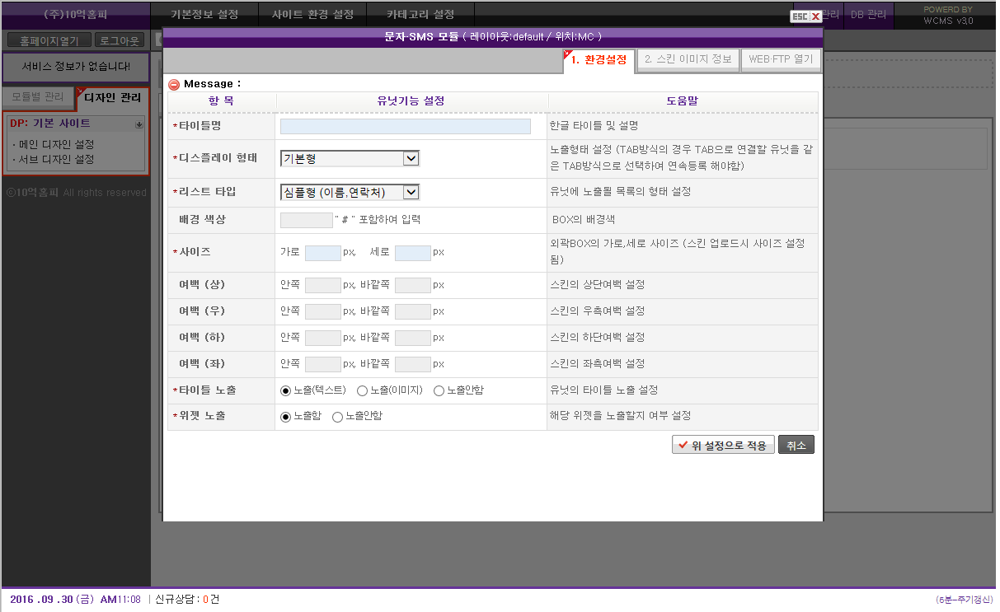 (주)10억홈피 기본정보 설정 사이트 환경 설정 카테고리 설정 관리 DB 관리 POWERD BY
WCMS v3.0
ESC X
홈페이지열기 로그아웃
서비스 정보가 없습니다!
모듈별 관리 디자인 관리
DP: 기본 사이트
· 메인 디자인 설정
· 서브 디자인 설정
ⓒ10억홈피 All rights reserved
문자·SMS 모듈 ( 레이아웃:default / 위치:MC )
1. 환경설정 2. 스킨 이미지 정보 WEB·FTP 열기
Message :
항 목 유닛기능 설정 도움말
*타이틀명 한글 타이틀 및 설명
*디스플레이 형태 기본형 노출형태 설정 (TAB방식의 경우 TAB으로 연결할 유닛을 같
은 TAB방식으로 선택하여 연속등록 해야함)
*리스트 타입 심플형 (이름,연락처) 유닛에 노출될 목록의 형태 설정
배경 색상 " # " 포함하여 입력 BOX의 배경색
*사이즈 가로 px, 세로 px 외곽BOX의 가로,세로 사이즈 (스킨 업로드시 사이즈 설정
됨)
여백 (상) 안쪽 px, 바깥쪽 px 스킨의 상단여백 설정
여백 (우) 안쪽 px, 바깥쪽 px 스킨의 우측여백 설정
여백 (하) 안쪽 px, 바깥쪽 px 스킨의 하단여백 설정
여백 (좌) 안쪽 px, 바깥쪽 px 스킨의 좌측여백 설정
*타이틀 노출 노출(텍스트) 노출(이미지) 노출안함 유닛의 타이틀 노출 설정
*위젯 노출 노출함 노출안함 해당 위젯을 노출할지 여부 설정
위 설정으로 적용 취소
2016 .09 .30 (금) AM11:08 | 신규상담 : 0 건 (5분-주기갱신)